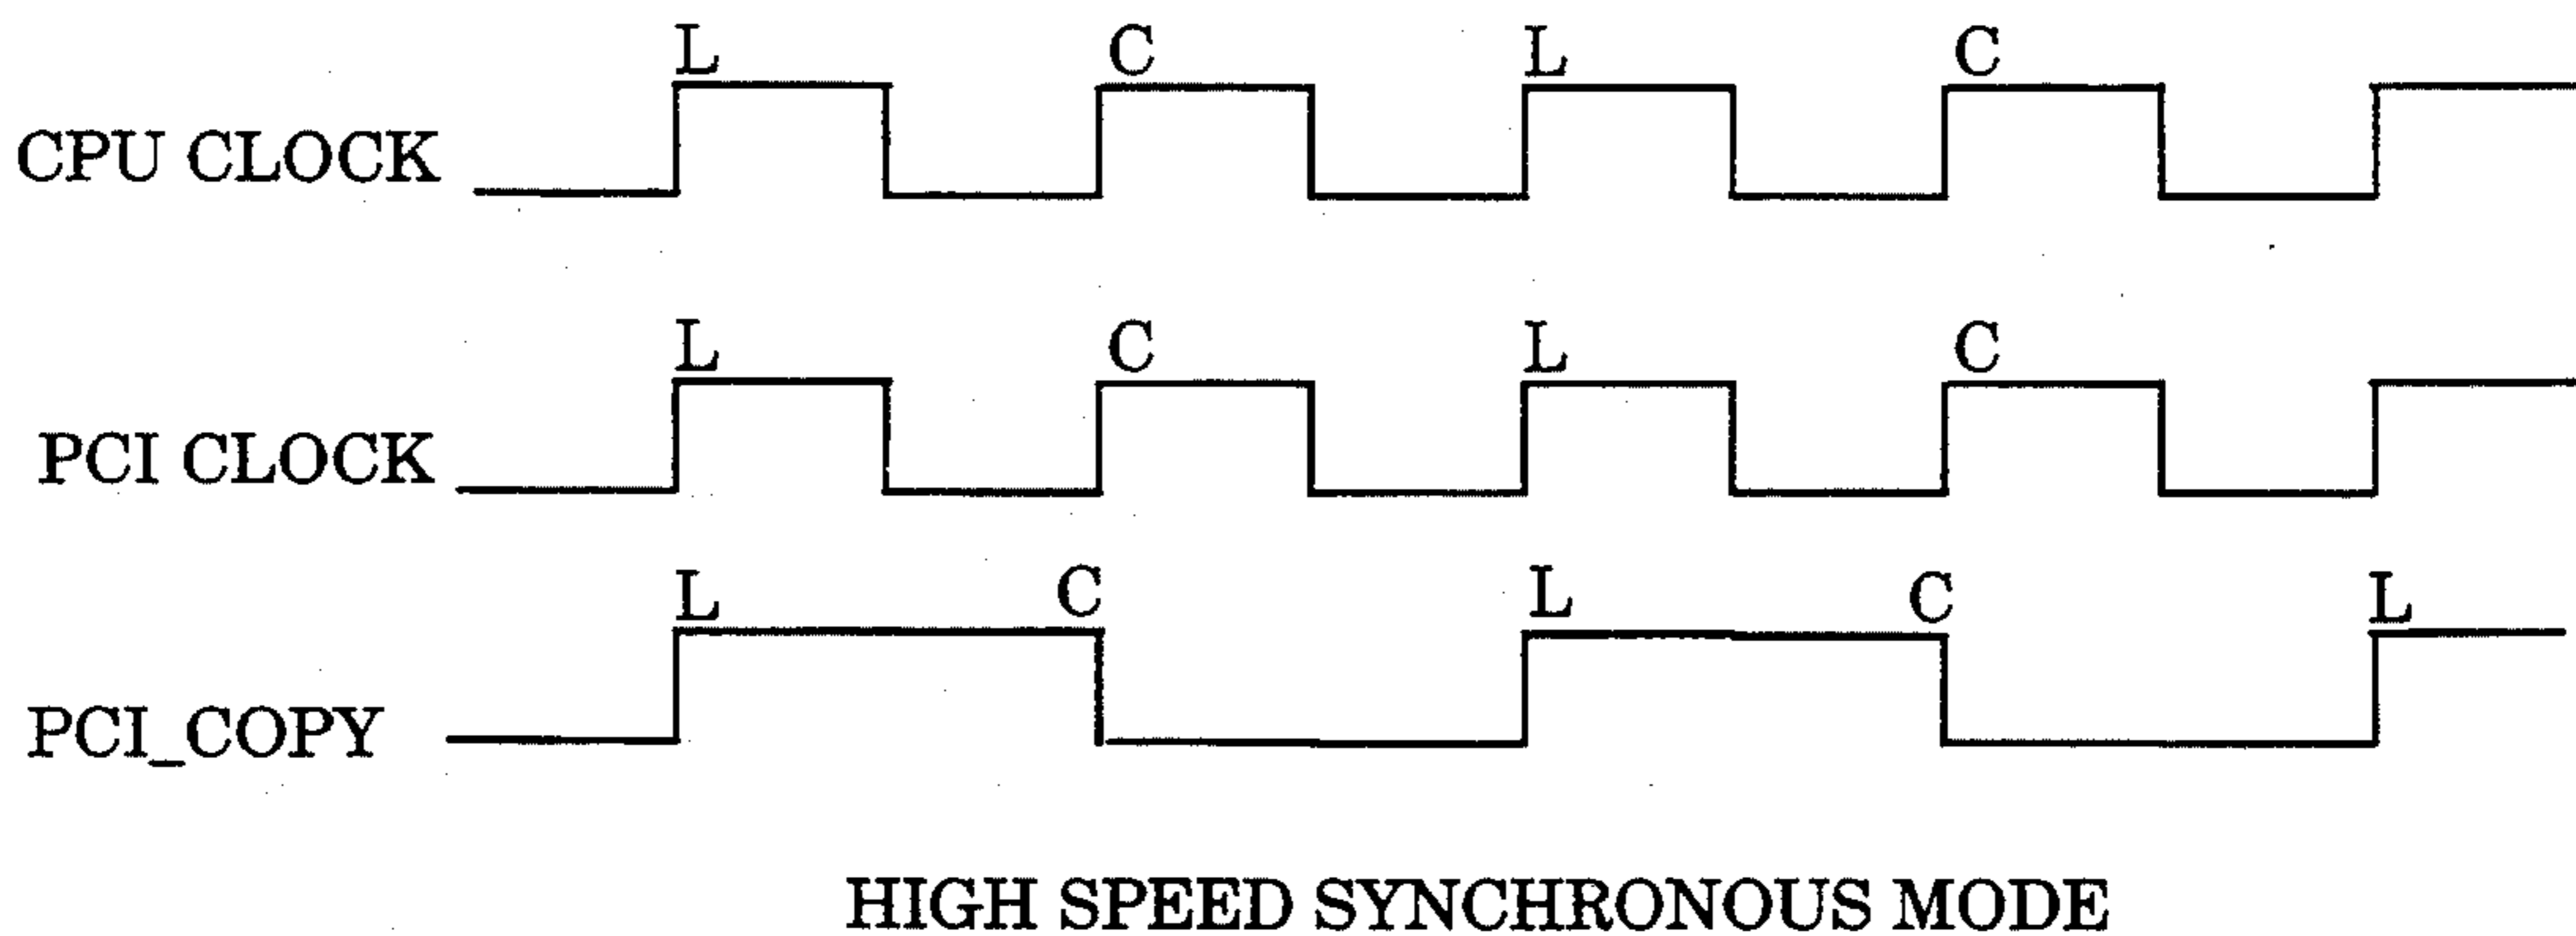 L C L C
CPU CLOCK
L C L C
PCI CLOCK
L C L C L
PCI_COPY
HIGH SPEED SYNCHRONOUS MODE